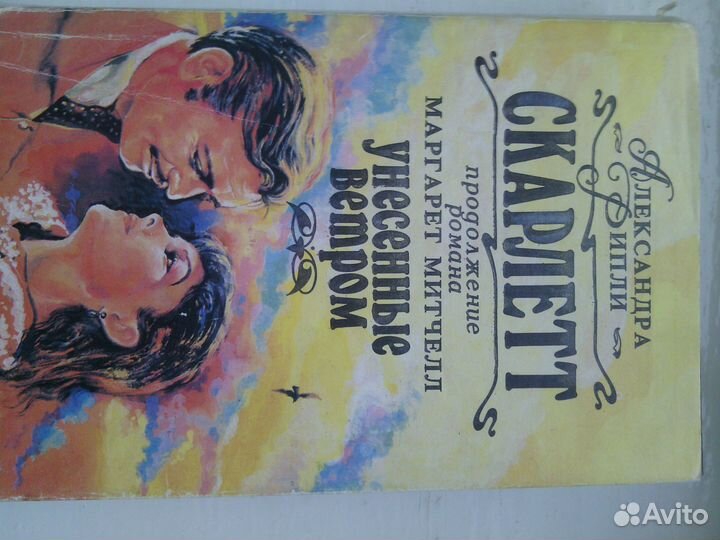 Александра
Рипли
СКАРЛЕТТ
продолжение
романа
МАРГАРЕТ МИТЧЕЛЛ
УНЕСЕННЫЕ
ВЕТРОМ
Avito